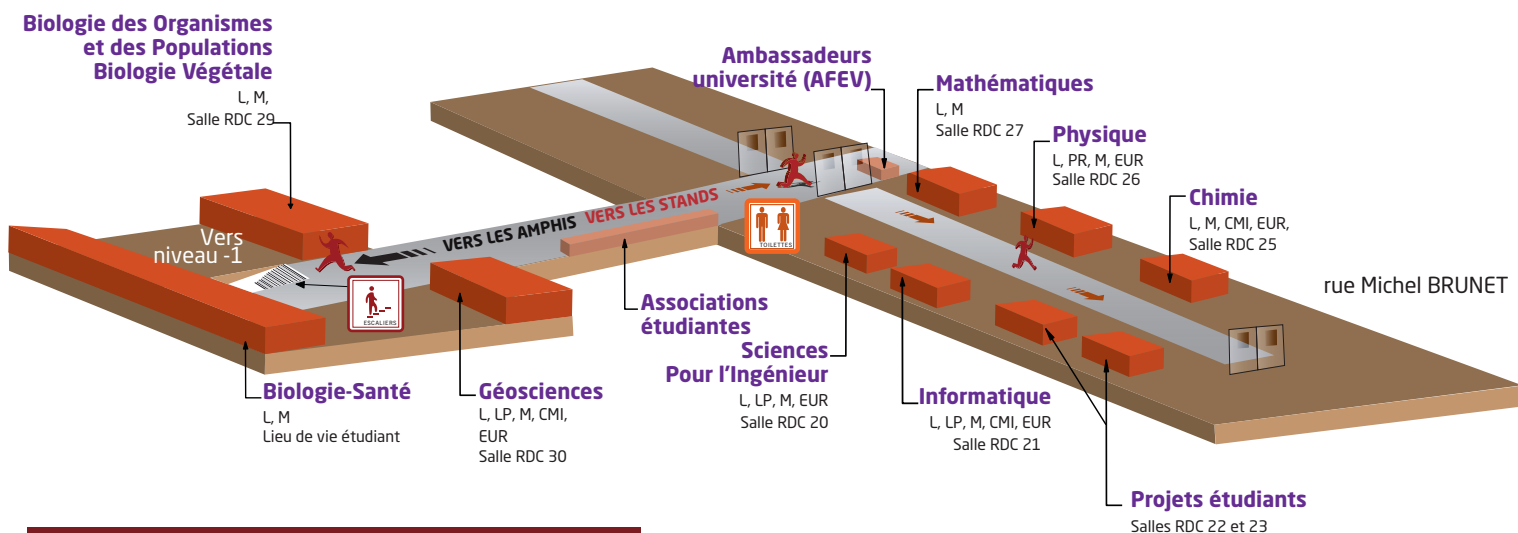 Biologie des Organismes
et des Populations
Biologie Végétale
L, M,
Salle RDC 29
Ambassadeurs
université (AFEV)
Mathématiques
L, M
Salle RDC 27
Physique
L, PR, M, EUR
Salle RDC 26
Chimie
L, M, CMI, EUR,
Salle RDC 25
rue Michel BRUNET
Vers
niveau -1
VERS LES AMPHIS VERS LES STANDS
TOILETTES
ESCALIERS
Associations
étudiantes
Biologie-Santé
L, M
Lieu de vie étudiant
Géosciences
L, LP, M, CMI,
EUR
Salle RDC 30
Sciences
Pour l'Ingénieur
L, LP, M, EUR
Salle RDC 20
Informatique
L, LP, M, CMI, EUR
Salle RDC 21
Projets étudiants
Salles RDC 22 et 23